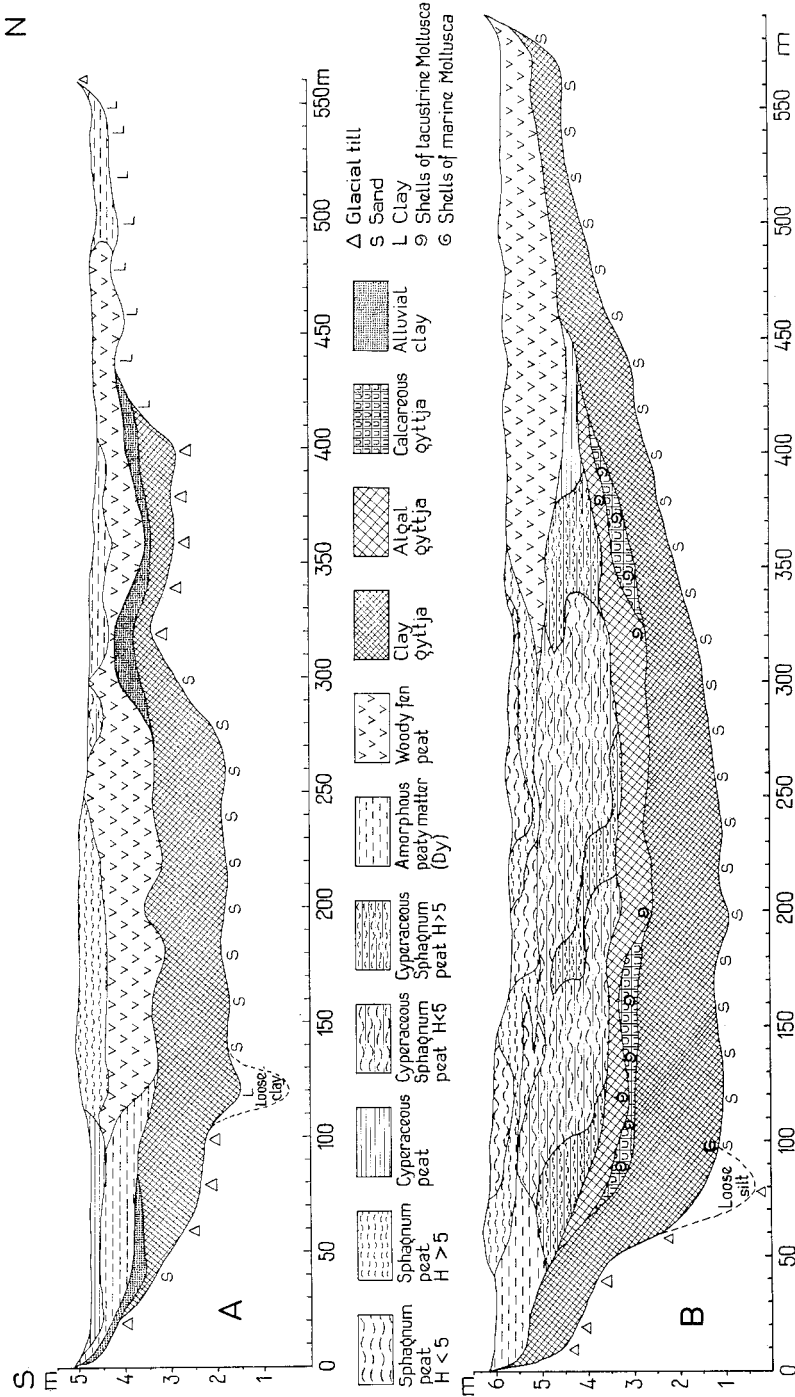 S
N
m
5
4
3
2
1
0
50
100
150
200
250
300
350
400
450
500
550m
A
Loose
clay
△ Glacial till
S Sand
L Clay
Shells of lacustrine Mollusca
Shells of marine Mollusca
Sphagnum
peat
H < 5
Sphagnum
peat
H > 5
Cyperaceous
peat
Cyperaceous
Sphagnum
peat H<5
Cyperaceous
Sphagnum
peat H>5
Amorphous
peaty matter
(Dy)
Woody fen
peat
Clay
gyttja
Algal
gyttja
Calcareous
gyttja
Alluvial
clay
m
6
5
4
3
2
1
0
50
100
150
200
250
300
350
400
450
500
550
m
B
Loose
silt